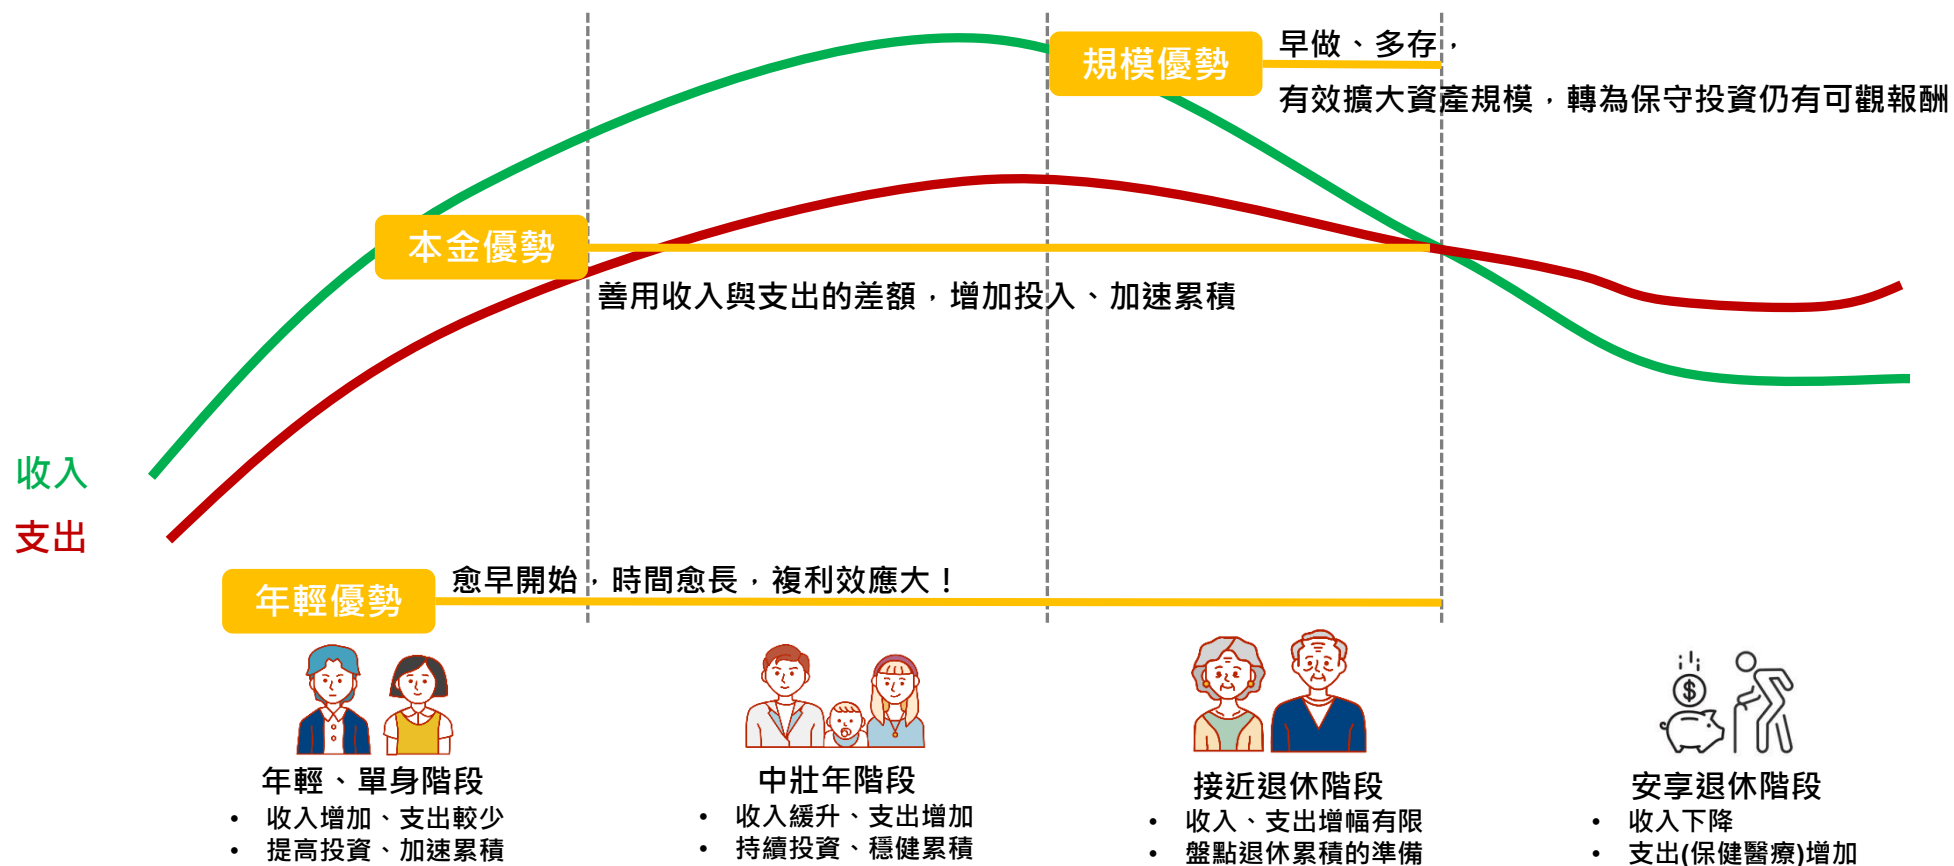 規模優勢
早做、多存，
有效擴大資產規模，轉為保守投資仍有可觀報酬
本金優勢
善用收入與支出的差額，增加投入、加速累積
收入
支出
年輕優勢
愈早開始，時間愈長，複利效應大！
年輕、單身階段
• 收入增加、支出較少
• 提高投資、加速累積
中壯年階段
• 收入緩升、支出增加
• 持續投資、穩健累積
接近退休階段
• 收入、支出增幅有限
• 盤點退休累積的準備
$
安享退休階段
• 收入下降
• 支出(保健醫療)增加